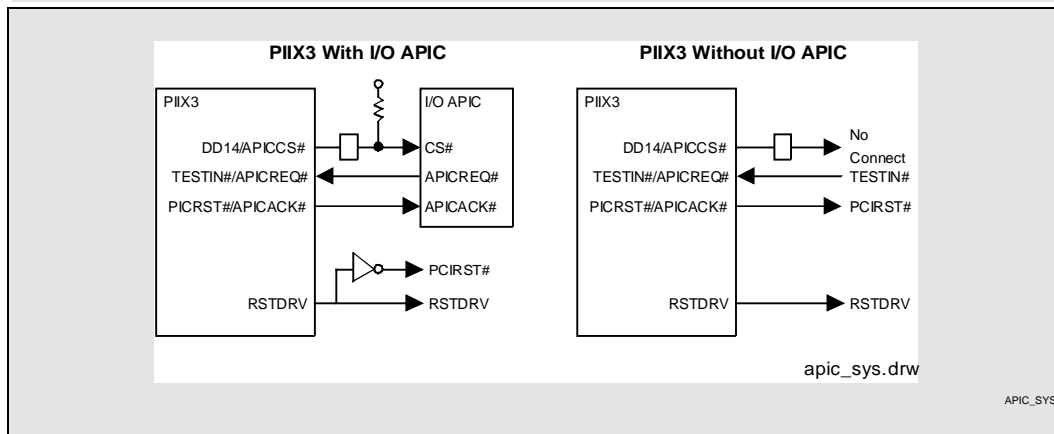 PIIX3 With I/O APIC
PIIX3
I/O APIC
DD14/APICCS#
CS#
TESTIN#/APICREQ#
APICREQ#
PICRST#/APICACK#
APICACK#
PCIRST#
RSTDRV
RSTDRV
PIIX3 Without I/O APIC
PIIX3
DD14/APICCS#
No
Connect
TESTIN#/APICREQ#
TESTIN#
PICRST#/APICACK#
PCIRST#
RSTDRV
RSTDRV
apic_sys.drw
APIC_SYS